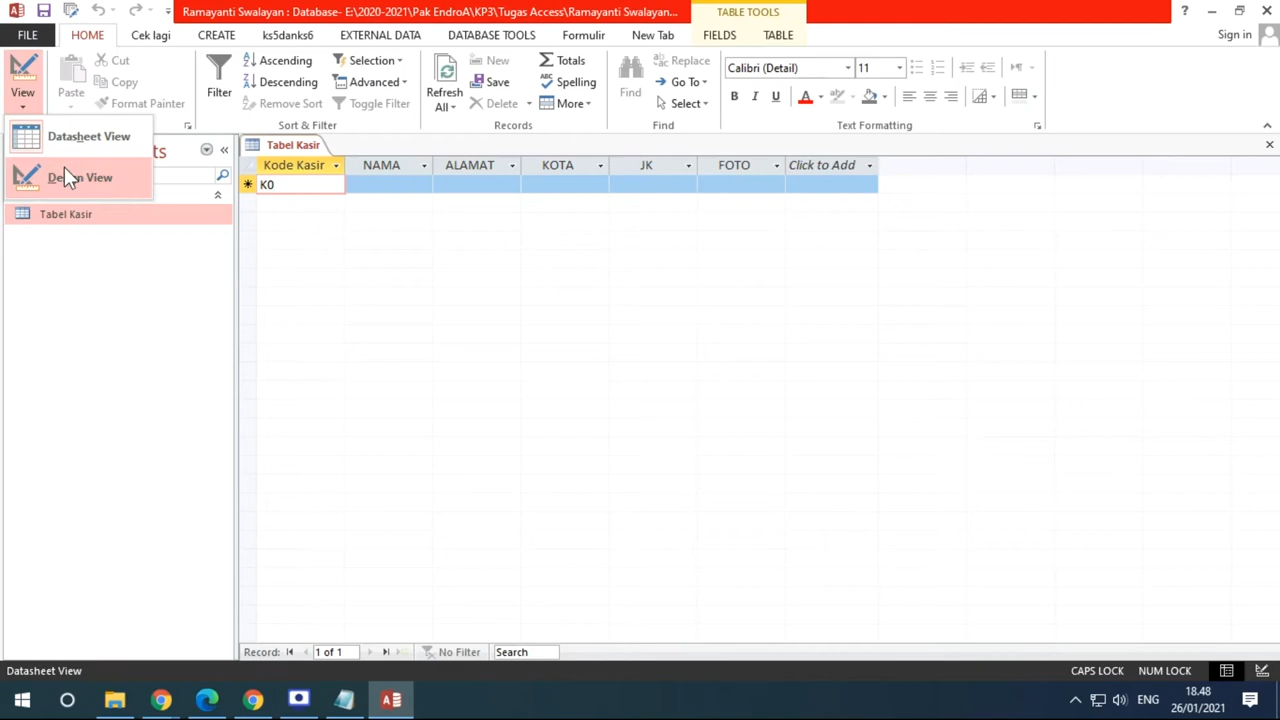 Ramayanti Swalayan : Database- E:\2020-2021\Pak EndroA\KP3\Tugas Access\Ramayanti Swalayan...
TABLE TOOLS
Sign in
FILE HOME Cek lagi CREATE ks5danks6 EXTERNAL DATA DATABASE TOOLS Formulir New Tab FIELDS TABLE
View
Paste
Cut
Copy
Format Painter
Filter
Ascending
Descending
Remove Sort
Selection
Advanced
Toggle Filter
Sort & Filter
Refresh
All
New
Save
Delete
Totals
Spelling
More
Records
Find
Replace
Go To
Select
Find
Calibri (Detail) 11
B I U A
Text Formatting
Datasheet View
Design View
ts
Tabel Kasir
Tabel Kasir
Kode Kasir NAMA ALAMAT KOTA JK FOTO Click to Add
K0
Record: 1 of 1 No Filter Search
Datasheet View CAPS LOCK NUM LOCK
ENG 18.48
26/01/2021